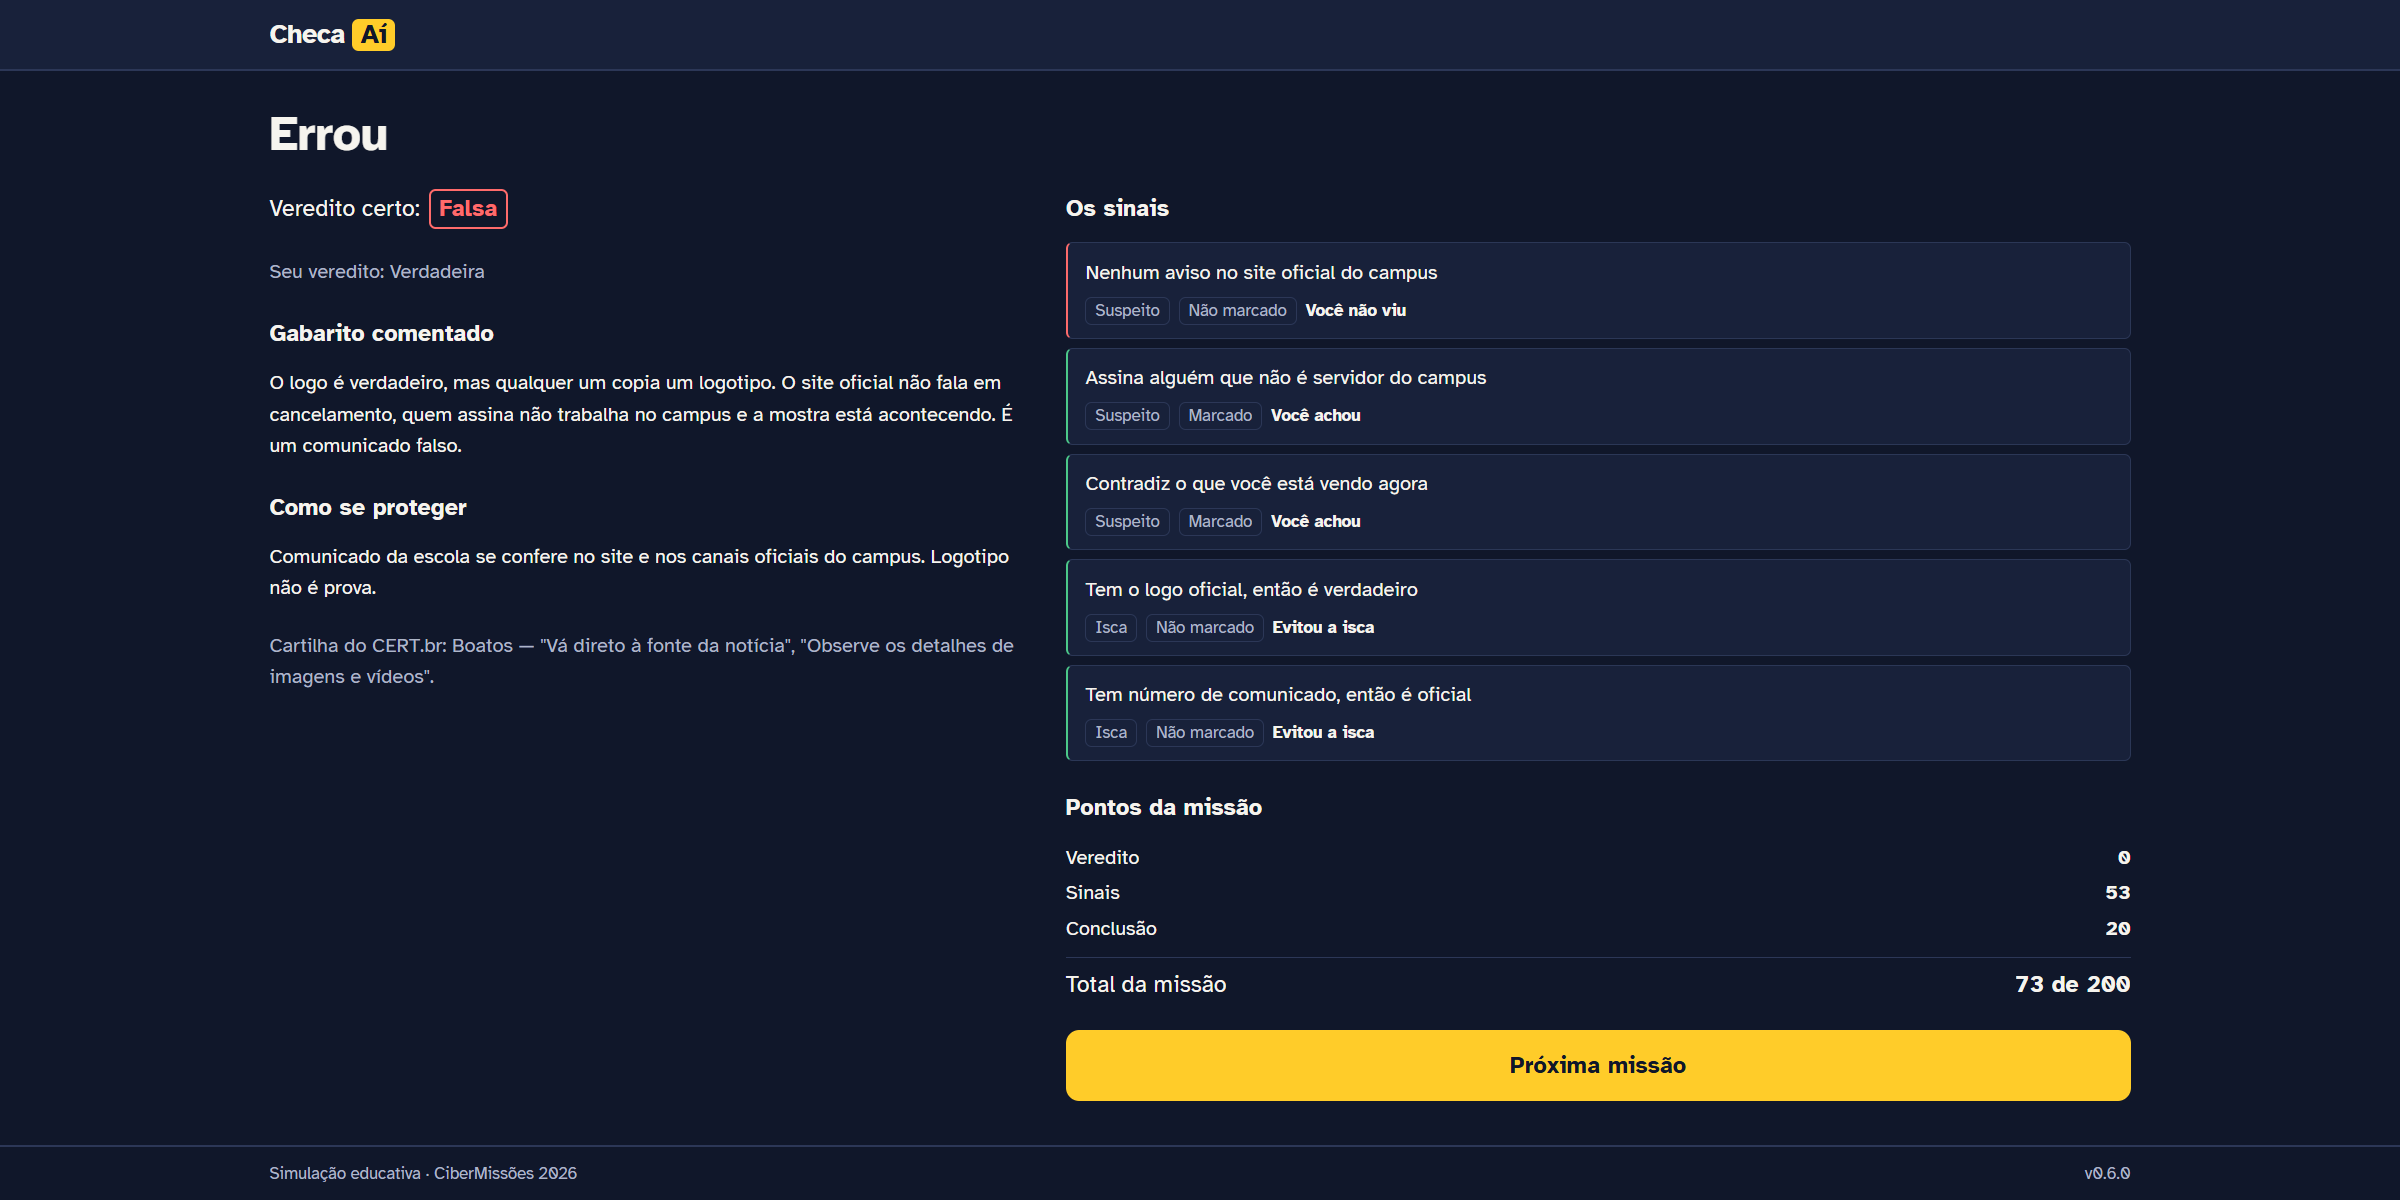 Checa Aí
Errou
Veredito certo: Falsa
Seu veredito: Verdadeira
Gabarito comentado
O logo é verdadeiro, mas qualquer um copia um logotipo. O site oficial não fala em
cancelamento, quem assina não trabalha no campus e a mostra está acontecendo. É
um comunicado falso.
Como se proteger
Comunicado da escola se confere no site e nos canais oficiais do campus. Logotipo
não é prova.
Cartilha do CERT.br: Boatos — "Vá direto à fonte da notícia", "Observe os detalhes de
imagens e vídeos".
Os sinais
Nenhum aviso no site oficial do campus
Suspeito Não marcado Você não viu
Assina alguém que não é servidor do campus
Suspeito Marcado Você achou
Contradiz o que você está vendo agora
Suspeito Marcado Você achou
Tem o logo oficial, então é verdadeiro
Isca Não marcado Evitou a isca
Tem número de comunicado, então é oficial
Isca Não marcado Evitou a isca
Pontos da missão
Veredito 0
Sinais 53
Conclusão 20
Total da missão 73 de 200
Próxima missão
Simulação educativa · CiberMissões 2026
v0.6.0